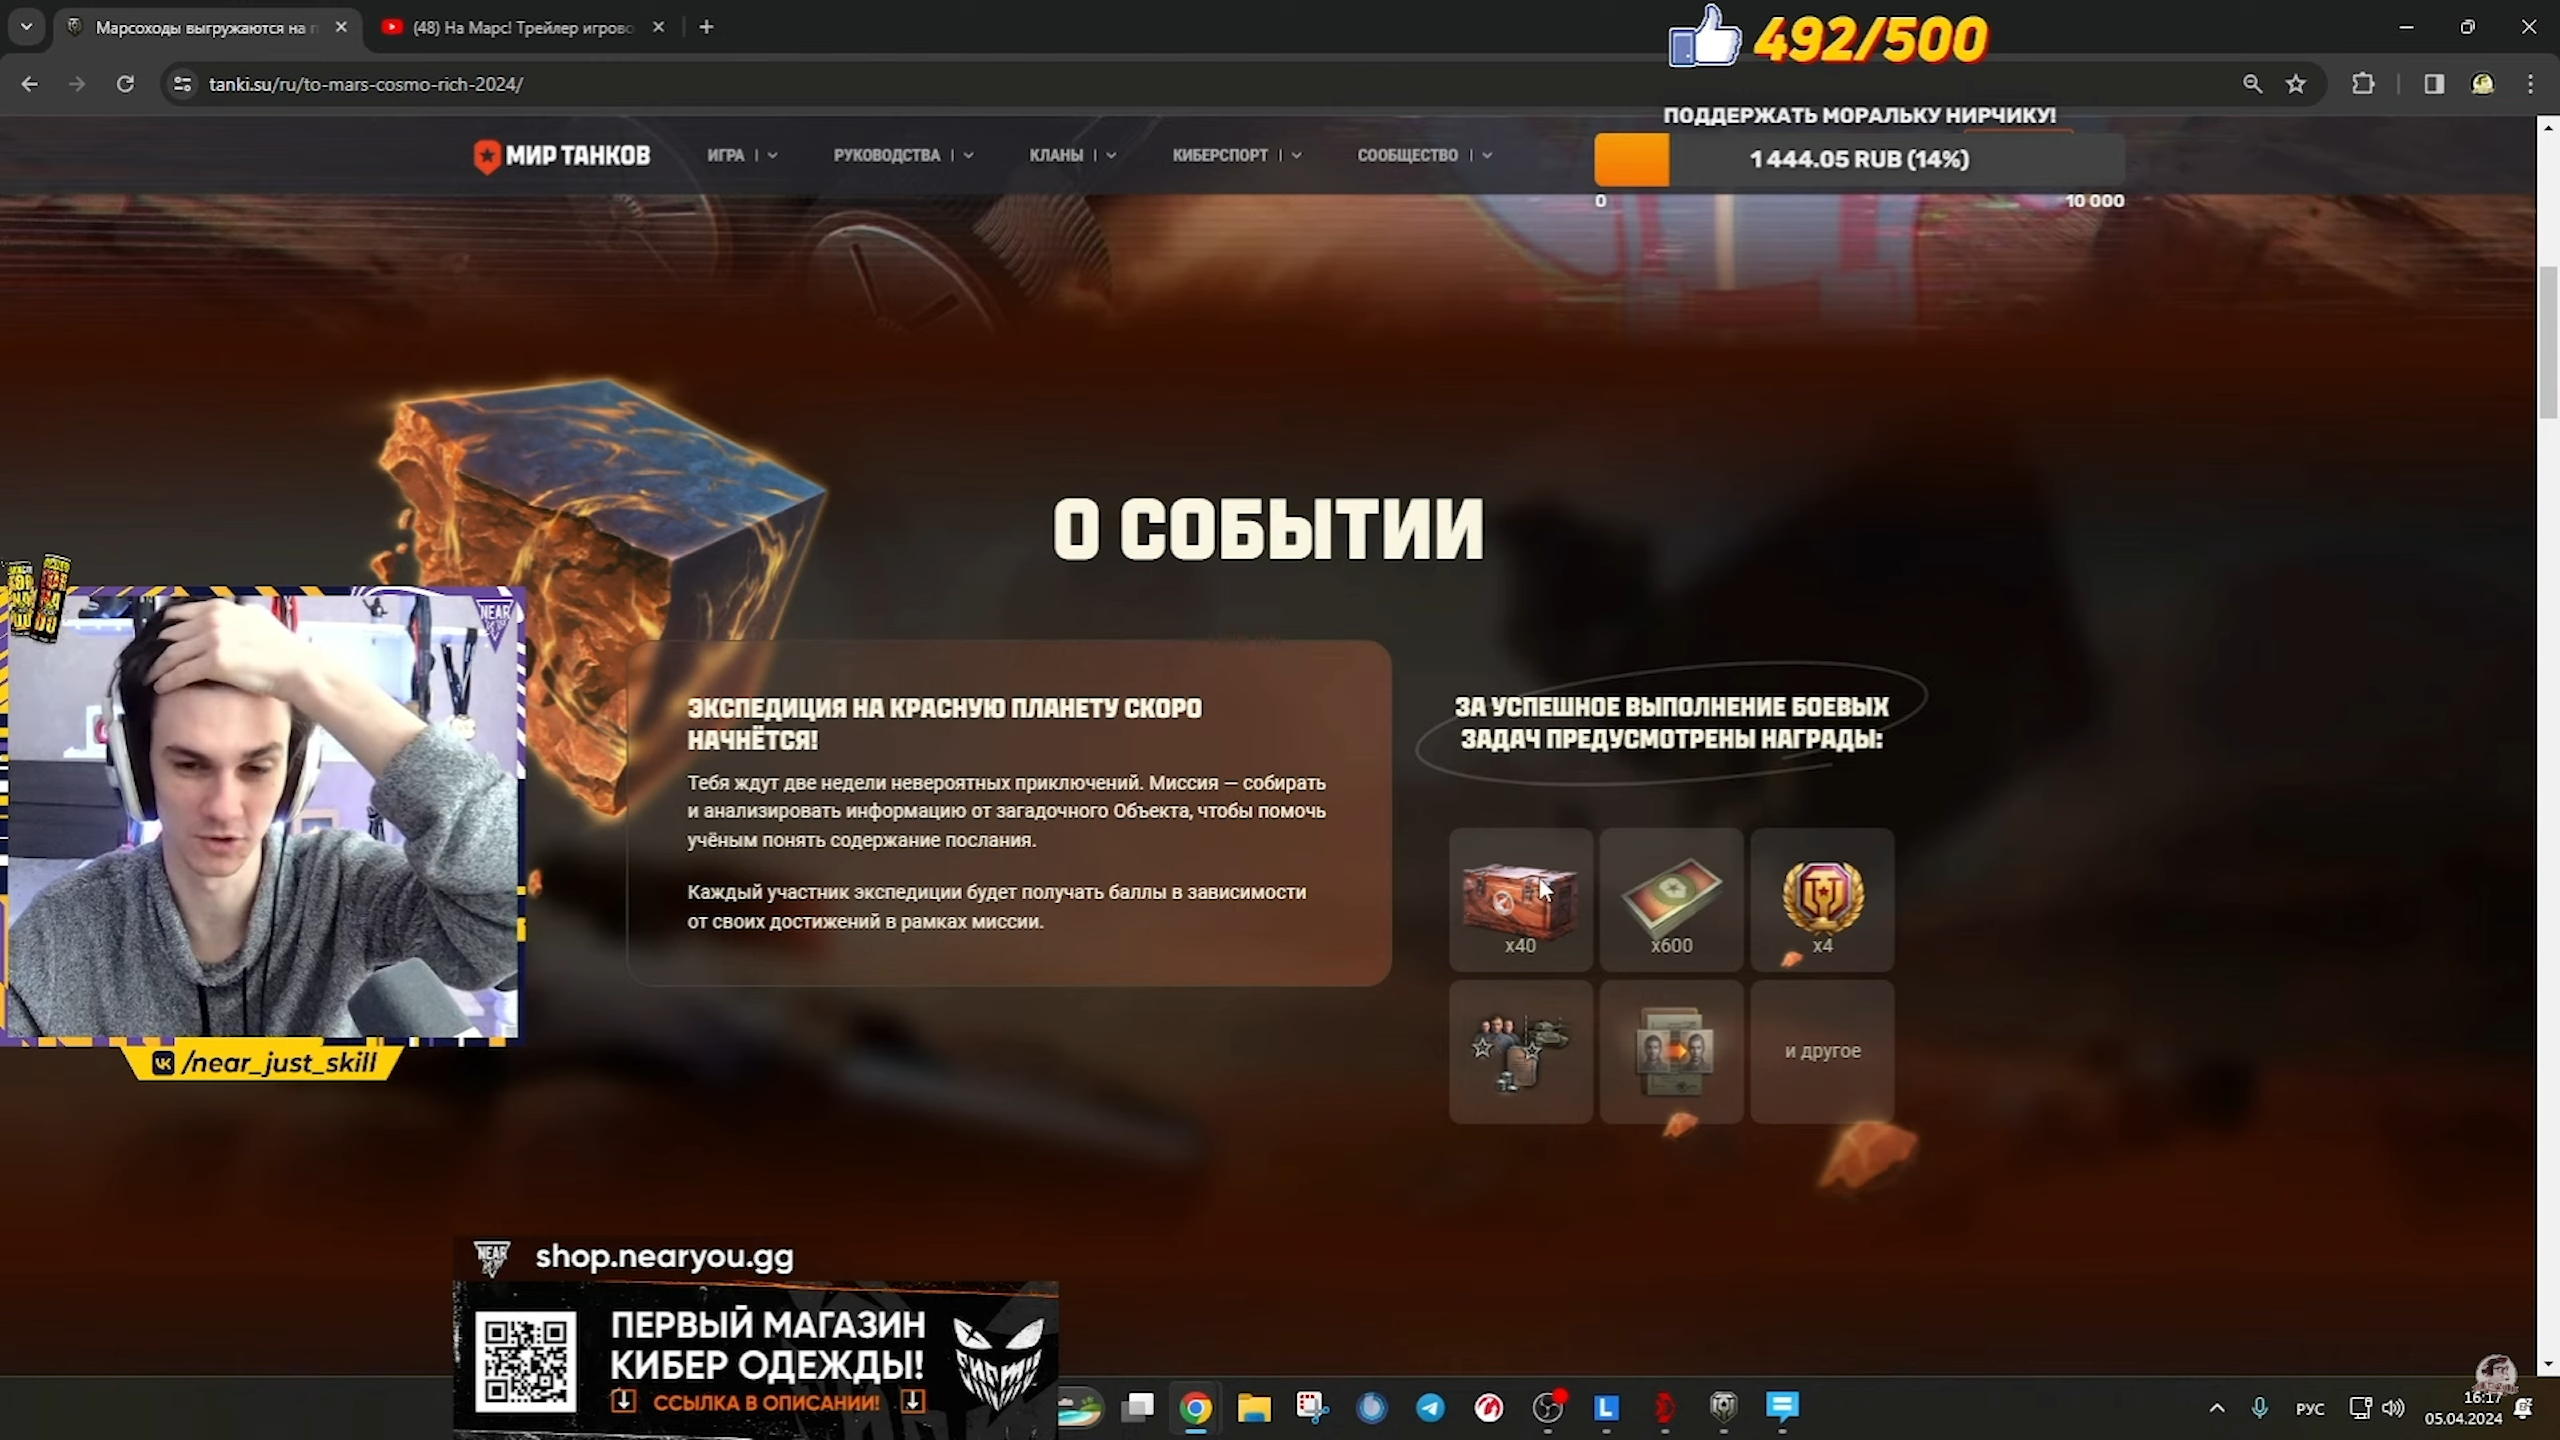 Марсоходы выгружаются на п
(48) На Марс! Трейлер игрово
492/500
tanki.su/ru/to-mars-cosmo-rich-2024/
ПОДДЕРЖАТЬ МОРАЛЬКУ НИРЧИКУ!
1 444.05 RUB (14%)
0
10 000
МИР ТАНКОВ
ИГРА
РУКОВОДСТВА
КЛАНЫ
КИБЕРСПОРТ
СООБЩЕСТВО
О СОБЫТИИ
ЭКСПЕДИЦИЯ НА КРАСНУЮ ПЛАНЕТУ СКОРО
НАЧНЁТСЯ!
Тебя ждут две недели невероятных приключений. Миссия — собирать
и анализировать информацию от загадочного Объекта, чтобы помочь
учёным понять содержание послания.
Каждый участник экспедиции будет получать баллы в зависимости
от своих достижений в рамках миссии.
ЗА УСПЕШНОЕ ВЫПОЛНЕНИЕ БОЕВЫХ
ЗАДАЧ ПРЕДУСМОТРЕНЫ НАГРАДЫ:
x40
x600
x4
и другое
NEAR
/near_just_skill
NEAR
shop.nearyou.gg
ПЕРВЫЙ МАГАЗИН
КИБЕР ОДЕЖДЫ!
ССЫЛКА В ОПИСАНИИ!
РУС
16:17
05.04.2024